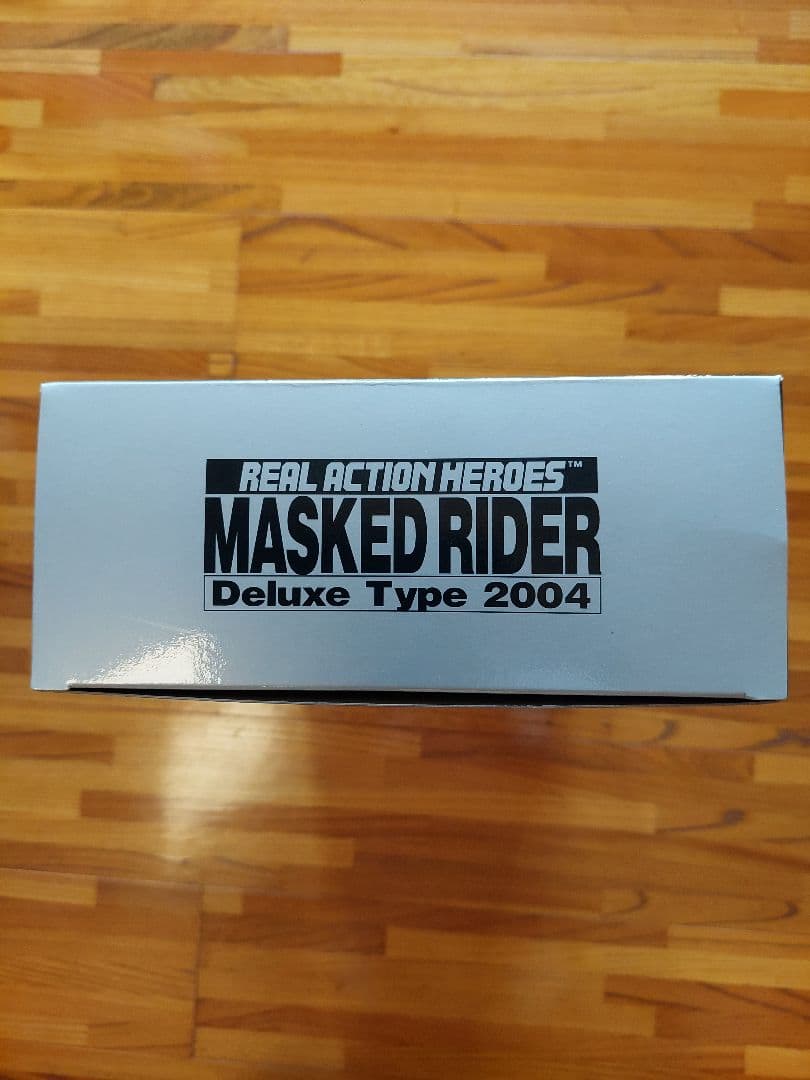 REAL ACTION HEROES™
MASKED RIDER
Deluxe Type 2004